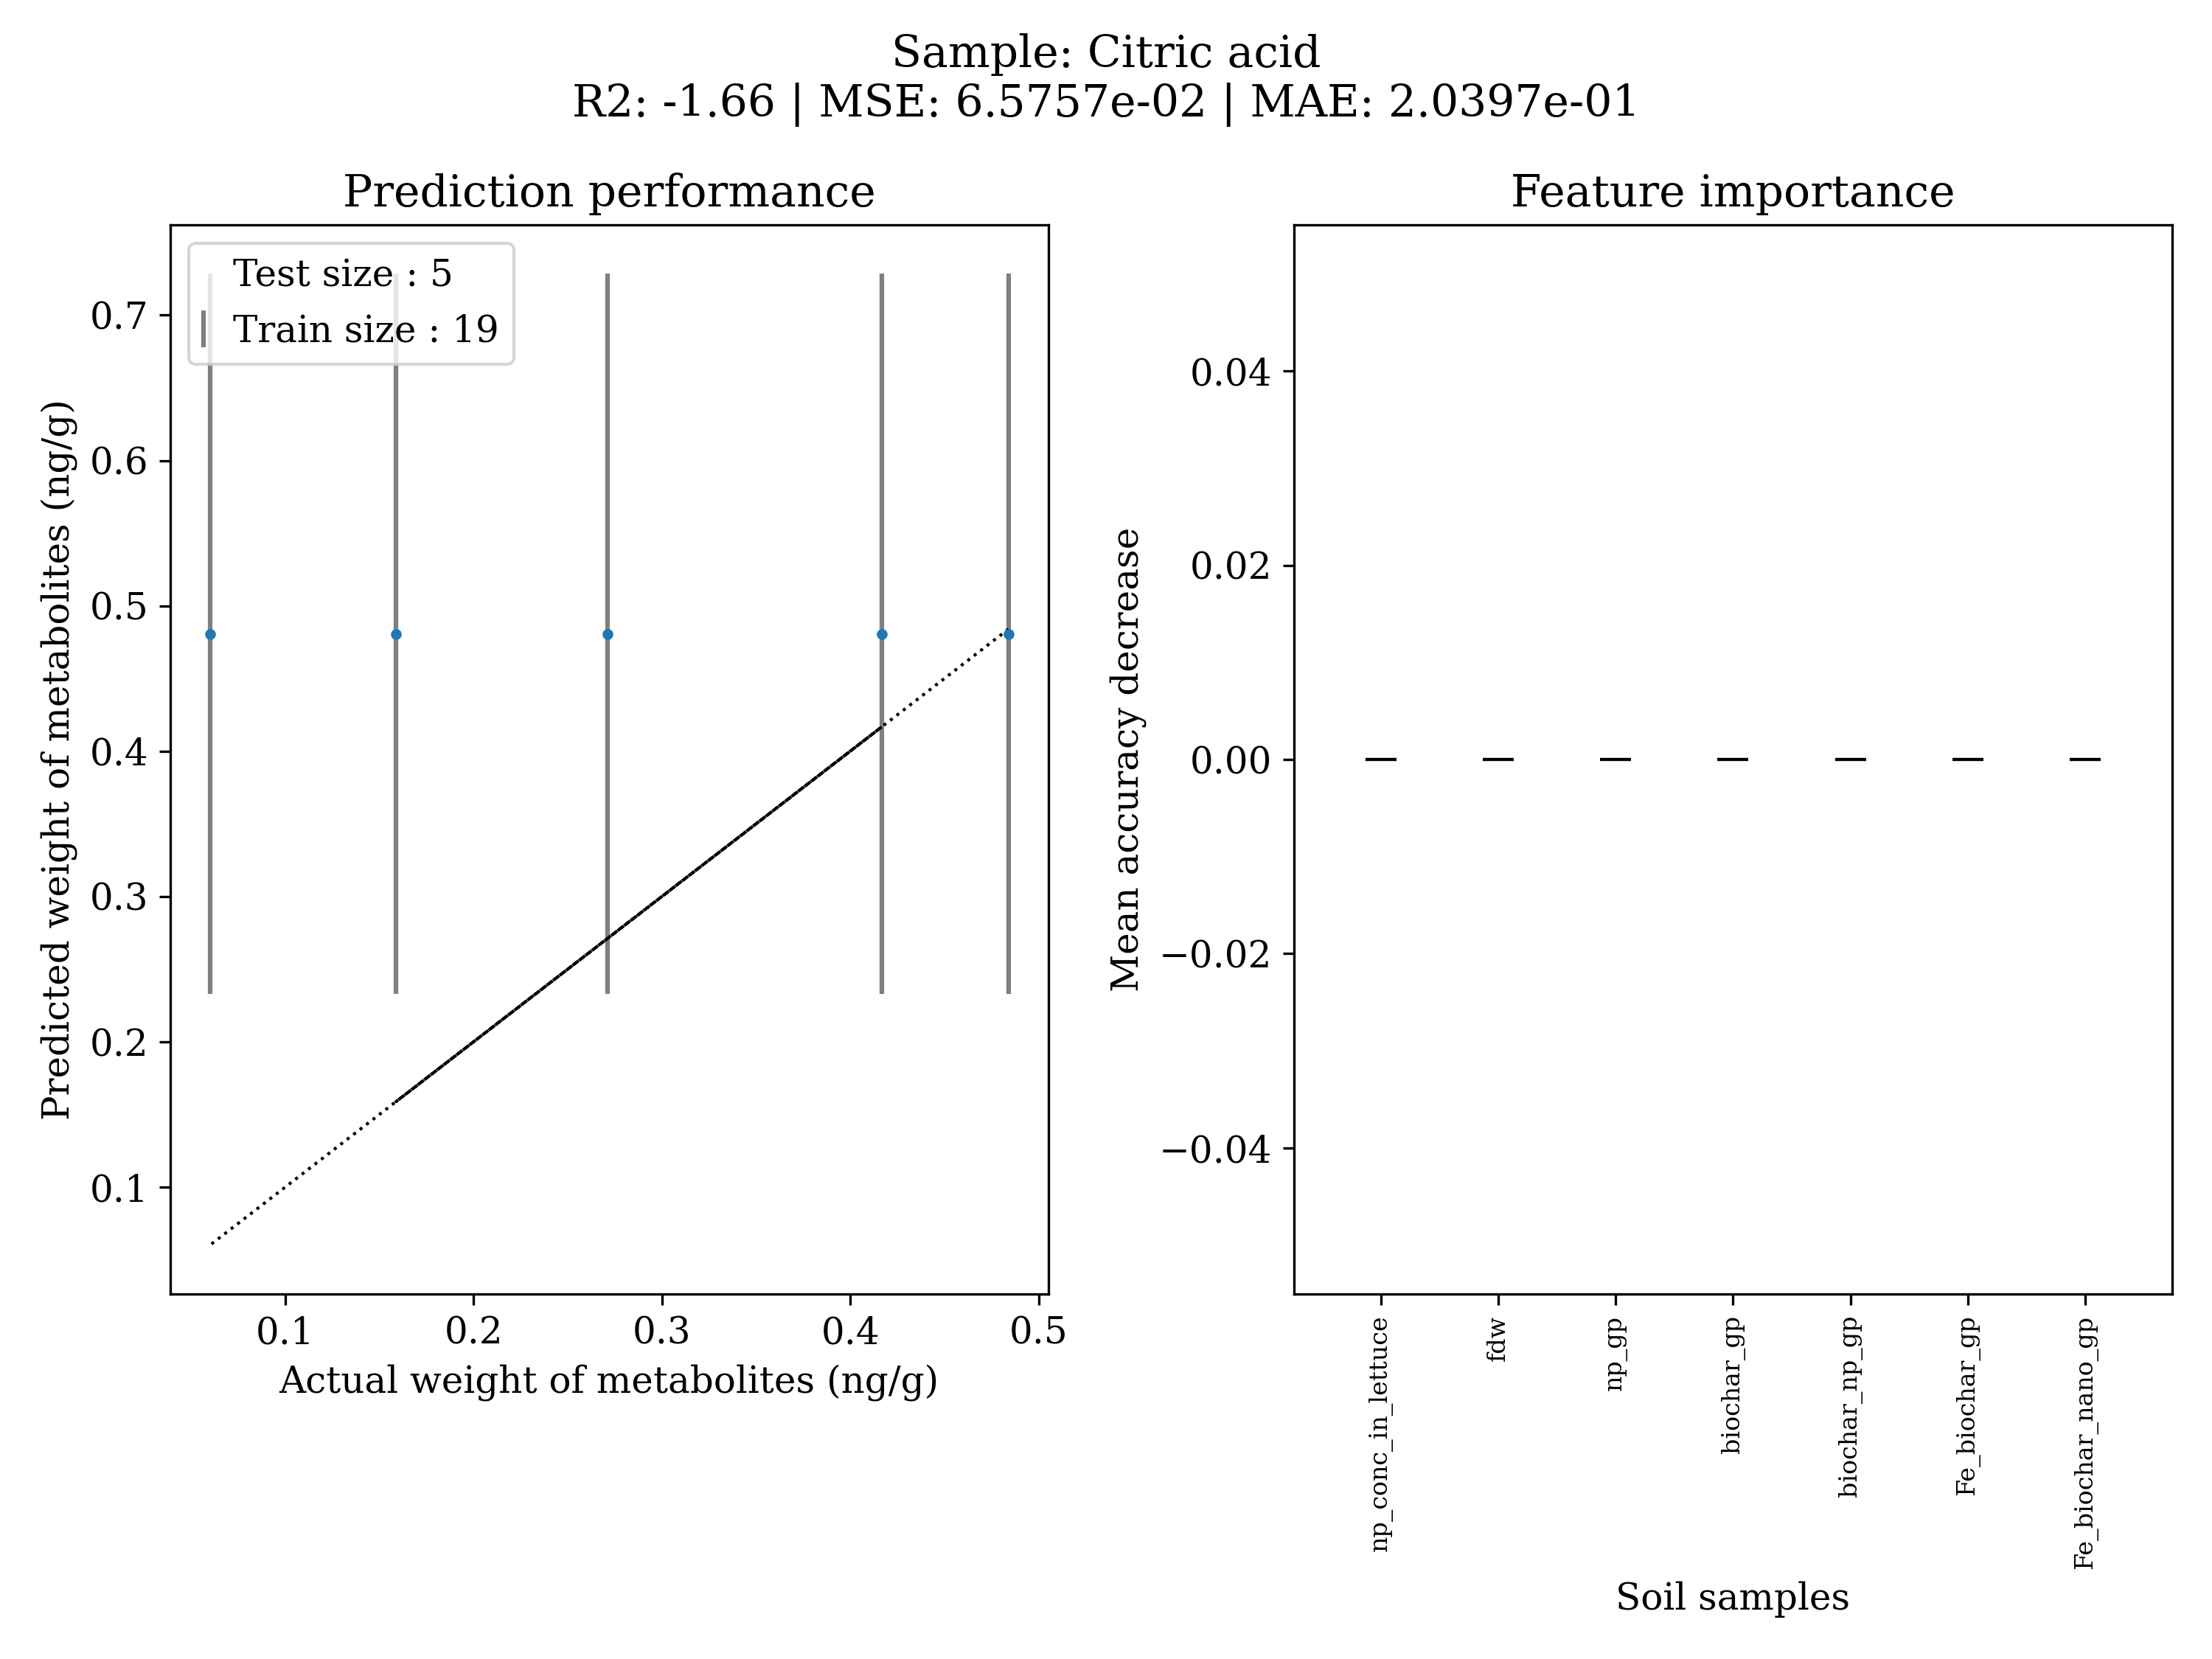 Sample: Citric acid
R2: -1.66 | MSE: 6.5757e-02 | MAE: 2.0397e-01
Prediction performance
Test size : 5
Train size : 19
0.7
0.6
0.5
0.4
0.3
0.2
0.1
Predicted weight of metabolites (ng/g)
0.1 0.2 0.3 0.4 0.5
Actual weight of metabolites (ng/g)
Feature importance
0.04
0.02
0.00
−0.02
−0.04
Mean accuracy decrease
np_conc_in_lettuce
fdw
np_gp
biochar_gp
biochar_np_gp
Fe_biochar_gp
Fe_biochar_nano_gp
Soil samples